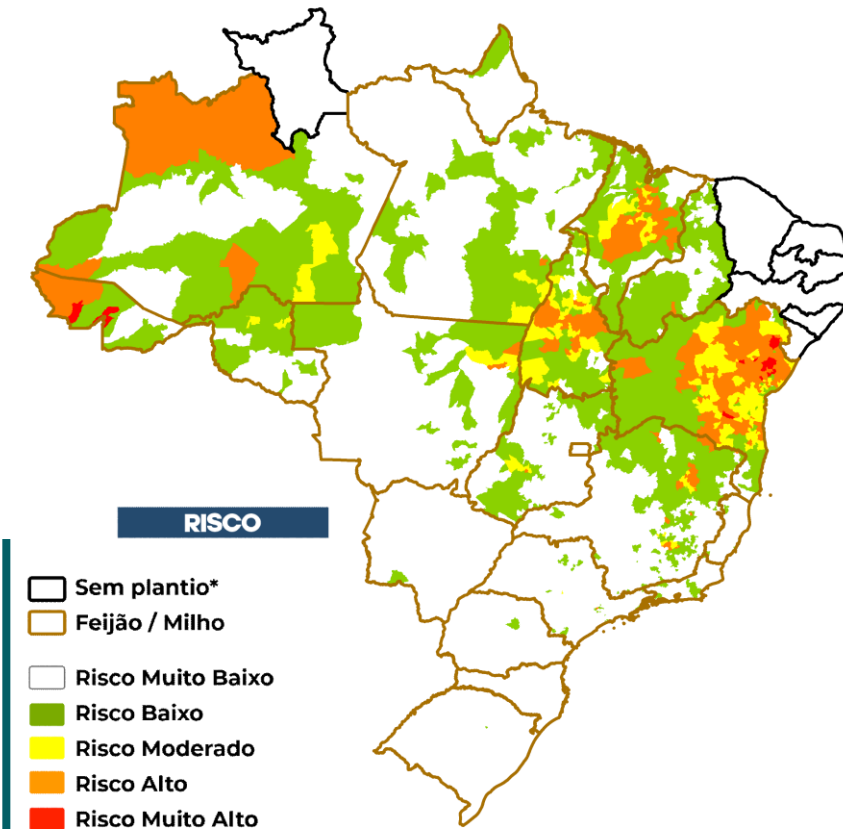 RISCO
Sem plantio*
Feijão / Milho
Risco Muito Baixo
Risco Baixo
Risco Moderado
Risco Alto
Risco Muito Alto